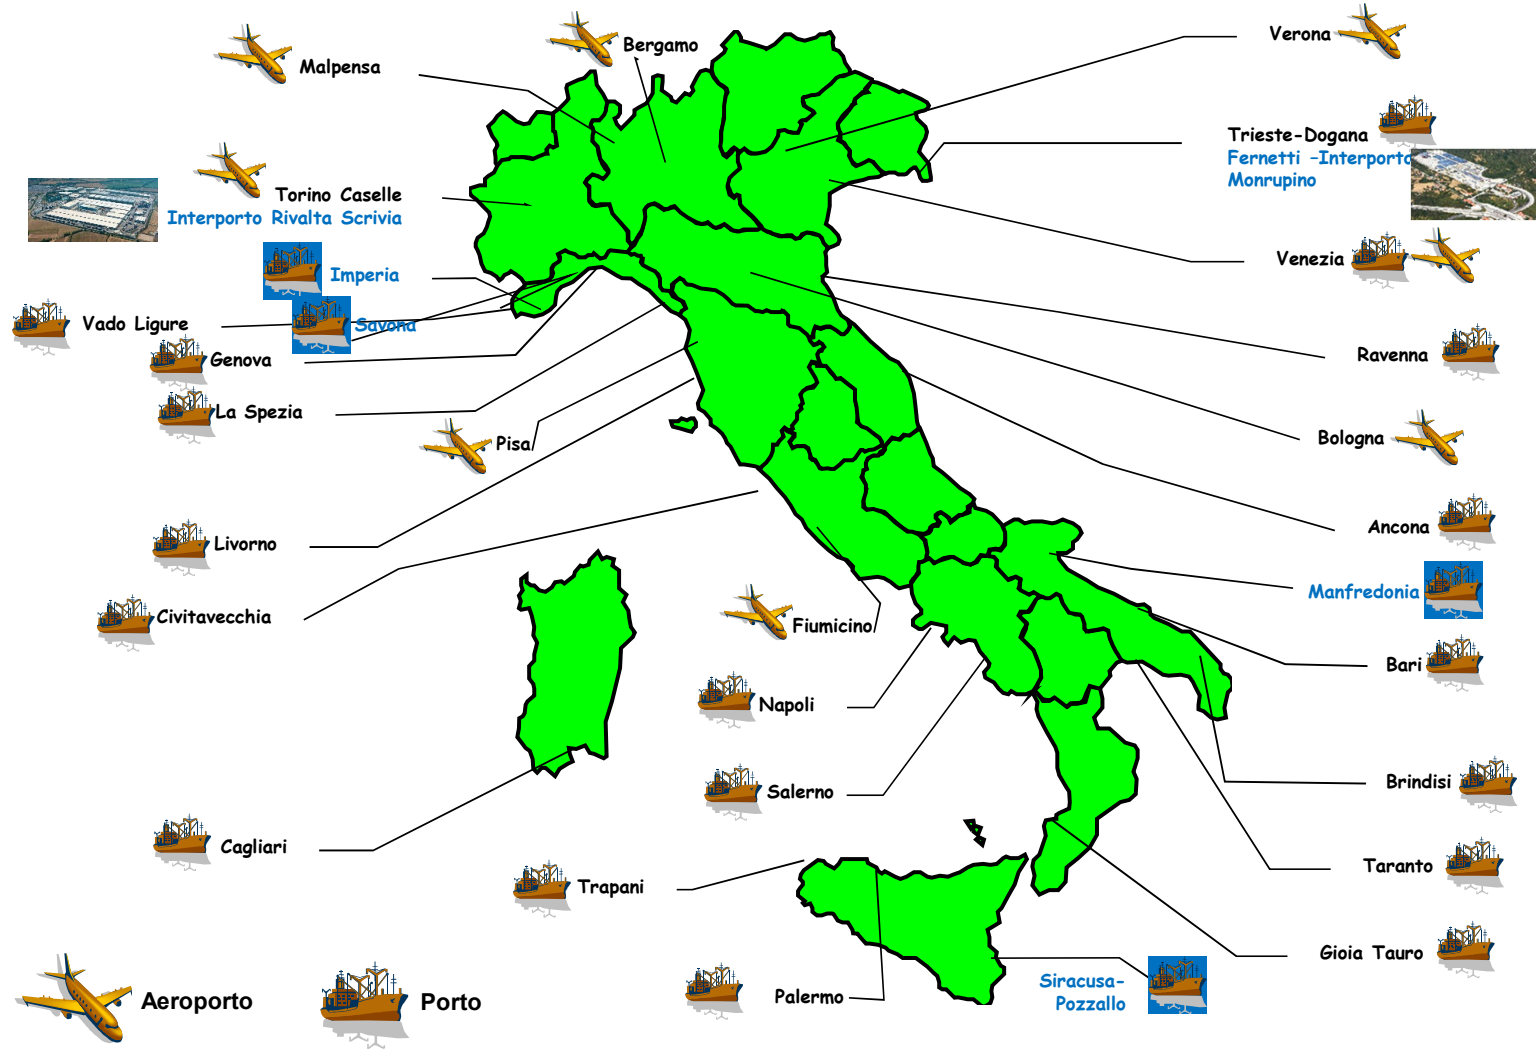 Malpensa
Bergamo
Verona
Trieste-Dogana
Fernetti -Interporto
Monrupino
Torino Caselle
Interporto Rivalta Scrivia
Venezia
Imperia
Vado Ligure
Savona
Genova
Ravenna
La Spezia
Pisa
Bologna
Livorno
Ancona
Civitavecchia
Fiumicino
Manfredonia
Bari
Napoli
Salerno
Brindisi
Cagliari
Trapani
Taranto
Gioia Tauro
Palermo
Siracusa-
Pozzallo
Aeroporto
Porto